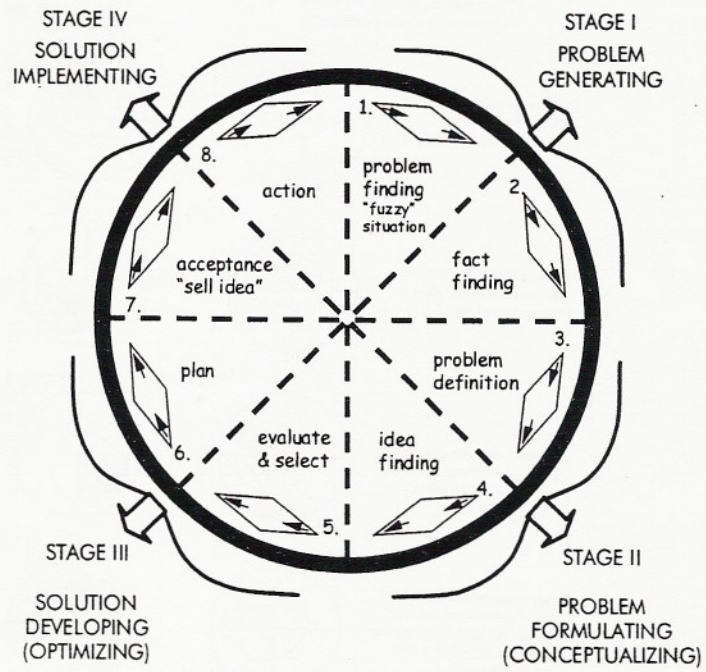 STAGE IV
SOLUTION
IMPLEMENTING
STAGE I
PROBLEM
GENERATING
1.
problem
finding
"fuzzy"
situation
2.
fact
finding
3.
problem
definition
4.
idea
finding
5.
evaluate
& select
6.
plan
7.
acceptance
"sell idea"
8.
action
STAGE III
SOLUTION
DEVELOPING
(OPTIMIZING)
STAGE II
PROBLEM
FORMULATING
(CONCEPTUALIZING)